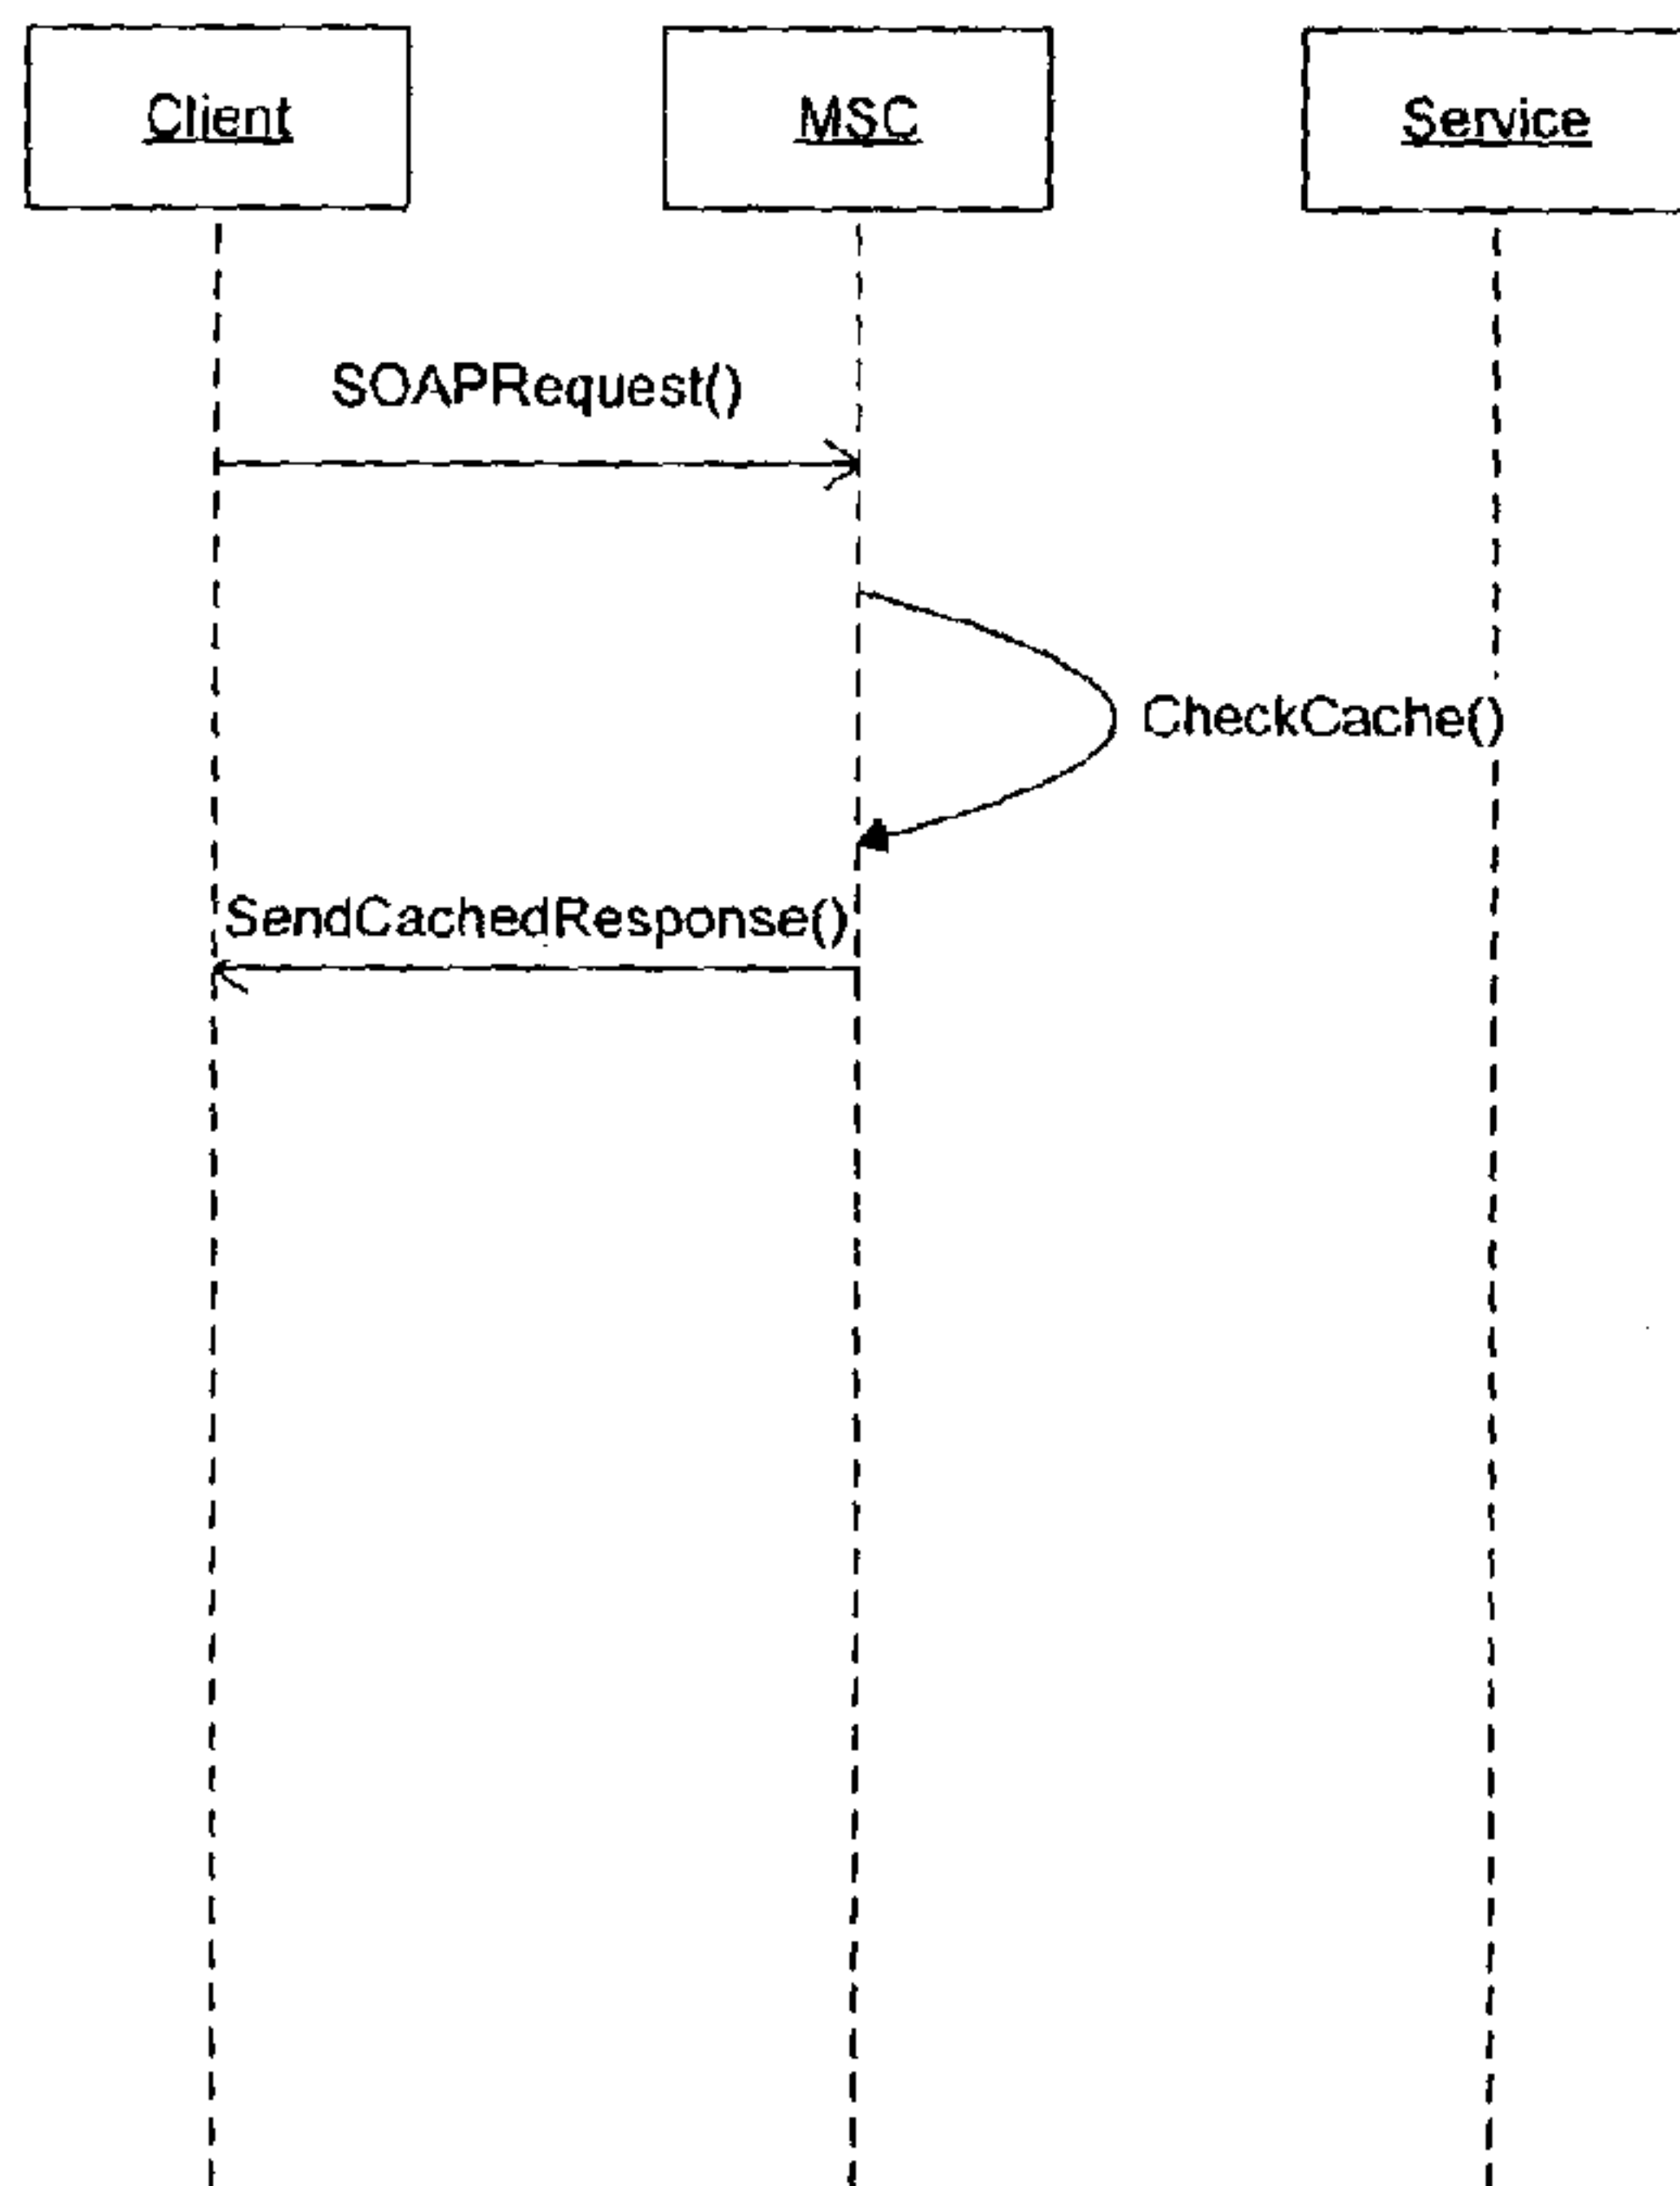 Client
MSC
Service
SOAPRequest()
CheckCache()
SendCachedResponse()